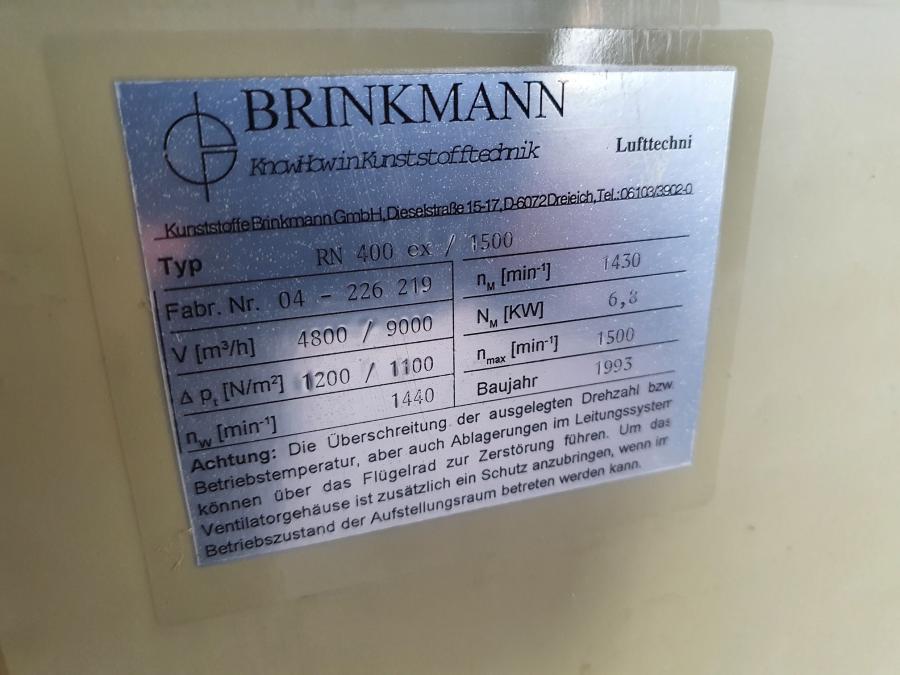 BRINKMANN
KnowHow in Kunststofftechnik
Lufttechni
Kunststoffe Brinkmann GmbH, Dieselstraße 15-17, D-6072 Dreieich, Tel.: 06103/3902-0
Typ RN 400 ex / 1500
Fabr. Nr. 04 - 226 219
V [m³/h] 4800 / 9000
Δ pₜ [N/m²] 1200 / 1100
n_W [min⁻¹] 1440
n_M [min⁻¹] 1430
N_M [KW] 6,8
n_max [min⁻¹] 1500
Baujahr 1993
Achtung: Die Überschreitung der ausgelegten Drehzahl bzw.
Betriebstemperatur, aber auch Ablagerungen im Leitungssystem
können über das Flügelrad zur Zerstörung führen. Um das
Ventilatorgehäuse ist zusätzlich ein Schutz anzubringen, wenn im
Betriebszustand der Aufstellungsraum betreten werden kann.